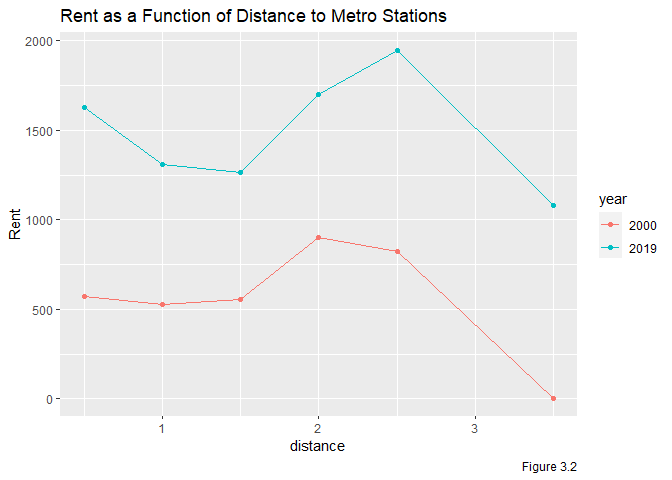 Rent as a Function of Distance to Metro Stations
2000
1500
1000
500
0
Rent
1
2
3
distance
year
2000
2019
Figure 3.2